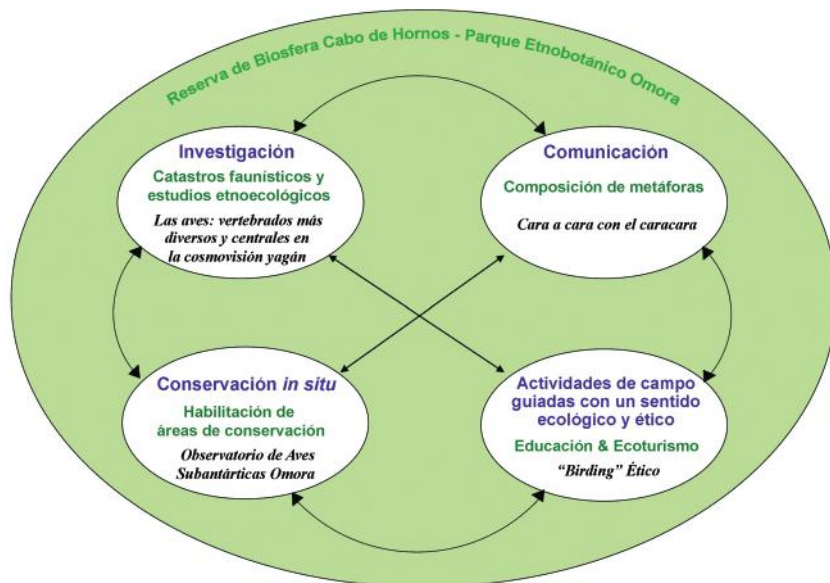 Reserva de Biosfera Cabo de Hornos - Parque Etnobotánico Omora
Investigación
Catastros faunísticos y
estudios etnoecológicos
Las aves: vertebrados más
diversos y centrales en
la cosmovisión yagán
Comunicación
Composición de metáforas
Cara a cara con el caracara
Conservación in situ
Habilitación de
áreas de conservación
Observatorio de Aves
Subantárticas Omora
Actividades de campo
guiadas con un sentido
ecológico y ético
Educación & Ecoturismo
“Birding” Ético